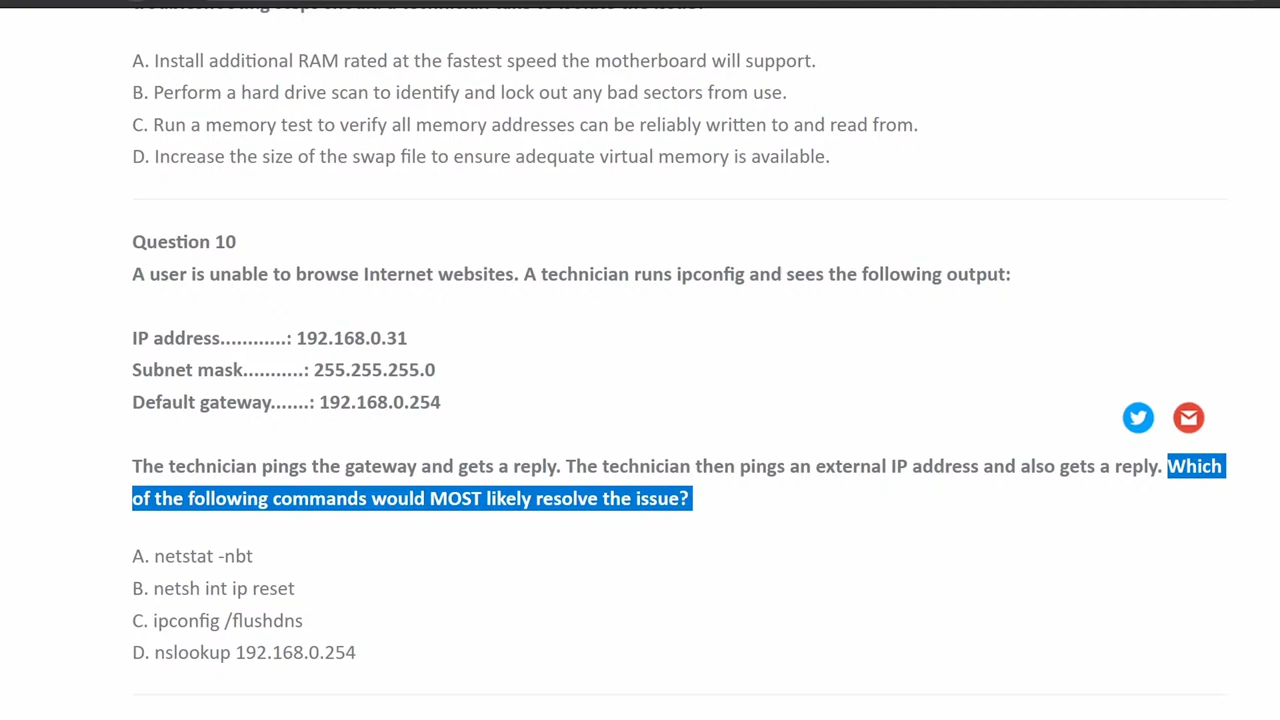 A. Install additional RAM rated at the fastest speed the motherboard will support.
B. Perform a hard drive scan to identify and lock out any bad sectors from use.
C. Run a memory test to verify all memory addresses can be reliably written to and read from.
D. Increase the size of the swap file to ensure adequate virtual memory is available.
Question 10
A user is unable to browse Internet websites. A technician runs ipconfig and sees the following output:
IP address............: 192.168.0.31
Subnet mask...........: 255.255.255.0
Default gateway.......: 192.168.0.254
The technician pings the gateway and gets a reply. The technician then pings an external IP address and also gets a reply. Which
of the following commands would MOST likely resolve the issue?
A. netstat -nbt
B. netsh int ip reset
C. ipconfig /flushdns
D. nslookup 192.168.0.254